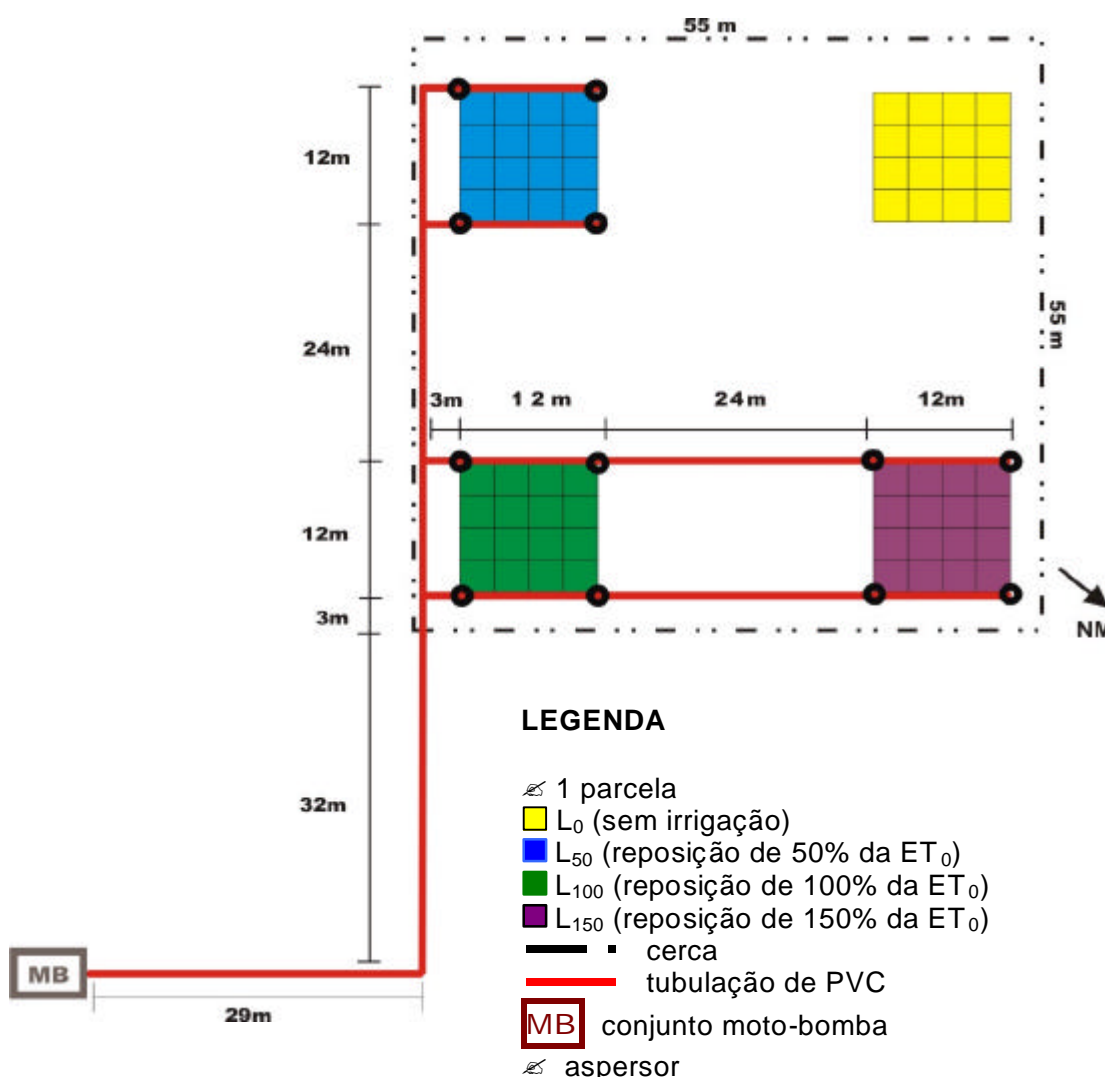 55 m
12m
24m
55 m
3m
1 2 m
24m
12m
12m
3m
NM
32m
LEGENDA
1 parcela
L₀ (sem irrigação)
L₅₀ (reposição de 50% da ET₀)
L₁₀₀ (reposição de 100% da ET₀)
L₁₅₀ (reposição de 150% da ET₀)
cerca
tubulação de PVC
MB
29m
MB conjunto moto-bomba
aspersor